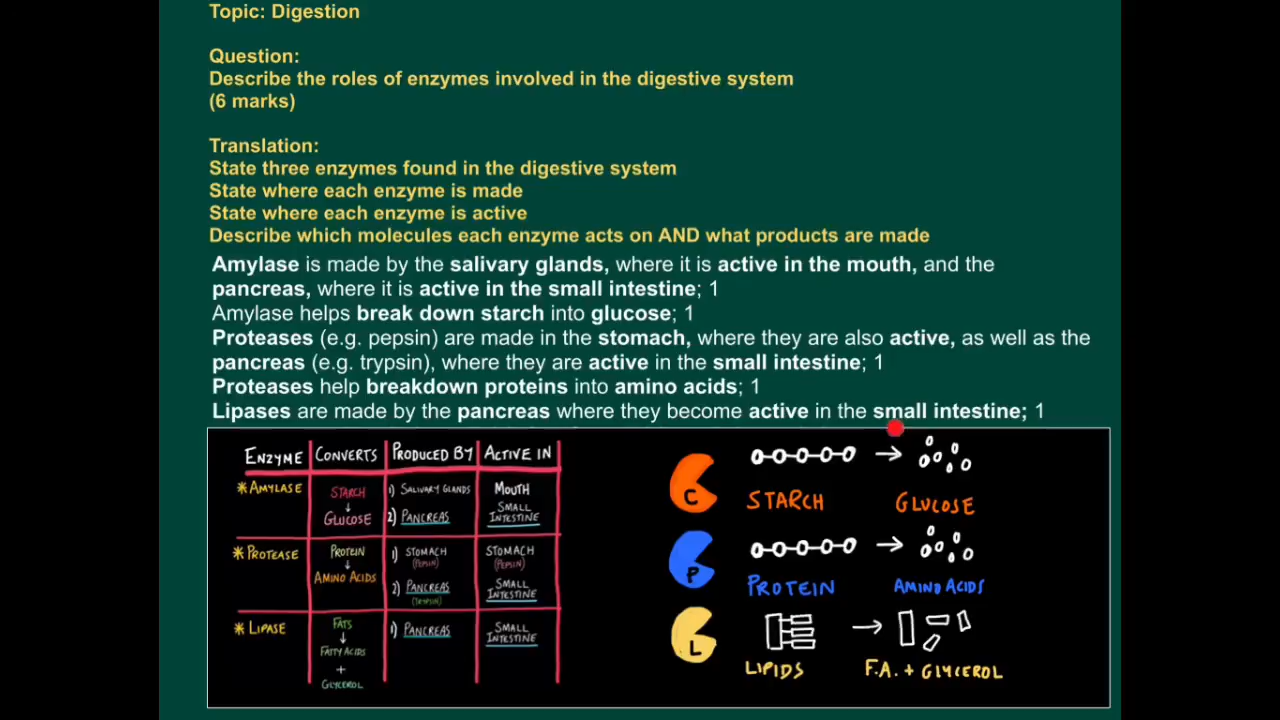 Topic: Digestion
Question:
Describe the roles of enzymes involved in the digestive system
(6 marks)
Translation:
State three enzymes found in the digestive system
State where each enzyme is made
State where each enzyme is active
Describe which molecules each enzyme acts on AND what products are made
Amylase is made by the salivary glands, where it is active in the mouth, and the
pancreas, where it is active in the small intestine; 1
Amylase helps break down starch into glucose; 1
Proteases (e.g. pepsin) are made in the stomach, where they are also active, as well as the
pancreas (e.g. trypsin), where they are active in the small intestine; 1
Proteases help breakdown proteins into amino acids; 1
Lipases are made by the pancreas where they become active in the small intestine; 1
ENZYME CONVERTS PRODUCED BY ACTIVE IN
*AMYLASE STARCH ↓ GLUCOSE
1) SALIVARY GLANDS MOUTH
2) PANCREAS SMALL INTESTINE
*PROTEASE PROTEIN ↓ AMINO ACIDS
1) STOMACH (PEPSIN) STOMACH (PEPSIN)
2) PANCREAS (TRYPSIN) SMALL INTESTINE
*LIPASE FATS ↓ FATTY ACIDS + GLYCEROL
1) PANCREAS SMALL INTESTINE
C STARCH → GLUCOSE
P PROTEIN → AMINO ACIDS
L LIPIDS → F.A. + GLYCEROL